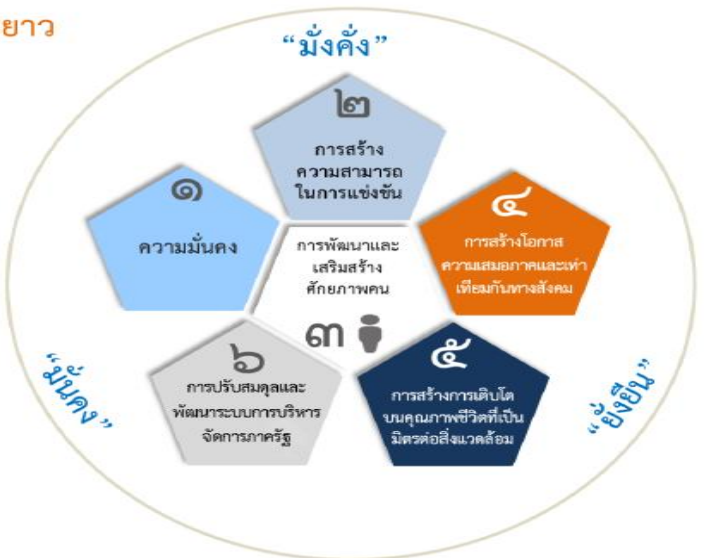 ยาว
“มั่งคั่ง”
๒
การสร้าง
ความสามารถ
ในการแข่งขัน
๑
ความมั่นคง
๔
การสร้างโอกาส
ความเสมอภาคและเท่า
เทียมกันทางสังคม
การพัฒนาและ
เสริมสร้าง
ศักยภาพคน
๓
๖
การปรับสมดุลและ
พัฒนาระบบการบริหาร
จัดการภาครัฐ
๕
การสร้างการเติบโต
บนคุณภาพชีวิตที่เป็น
มิตรต่อสิ่งแวดล้อม
“มั่นคง”
“ยั่งยืน”